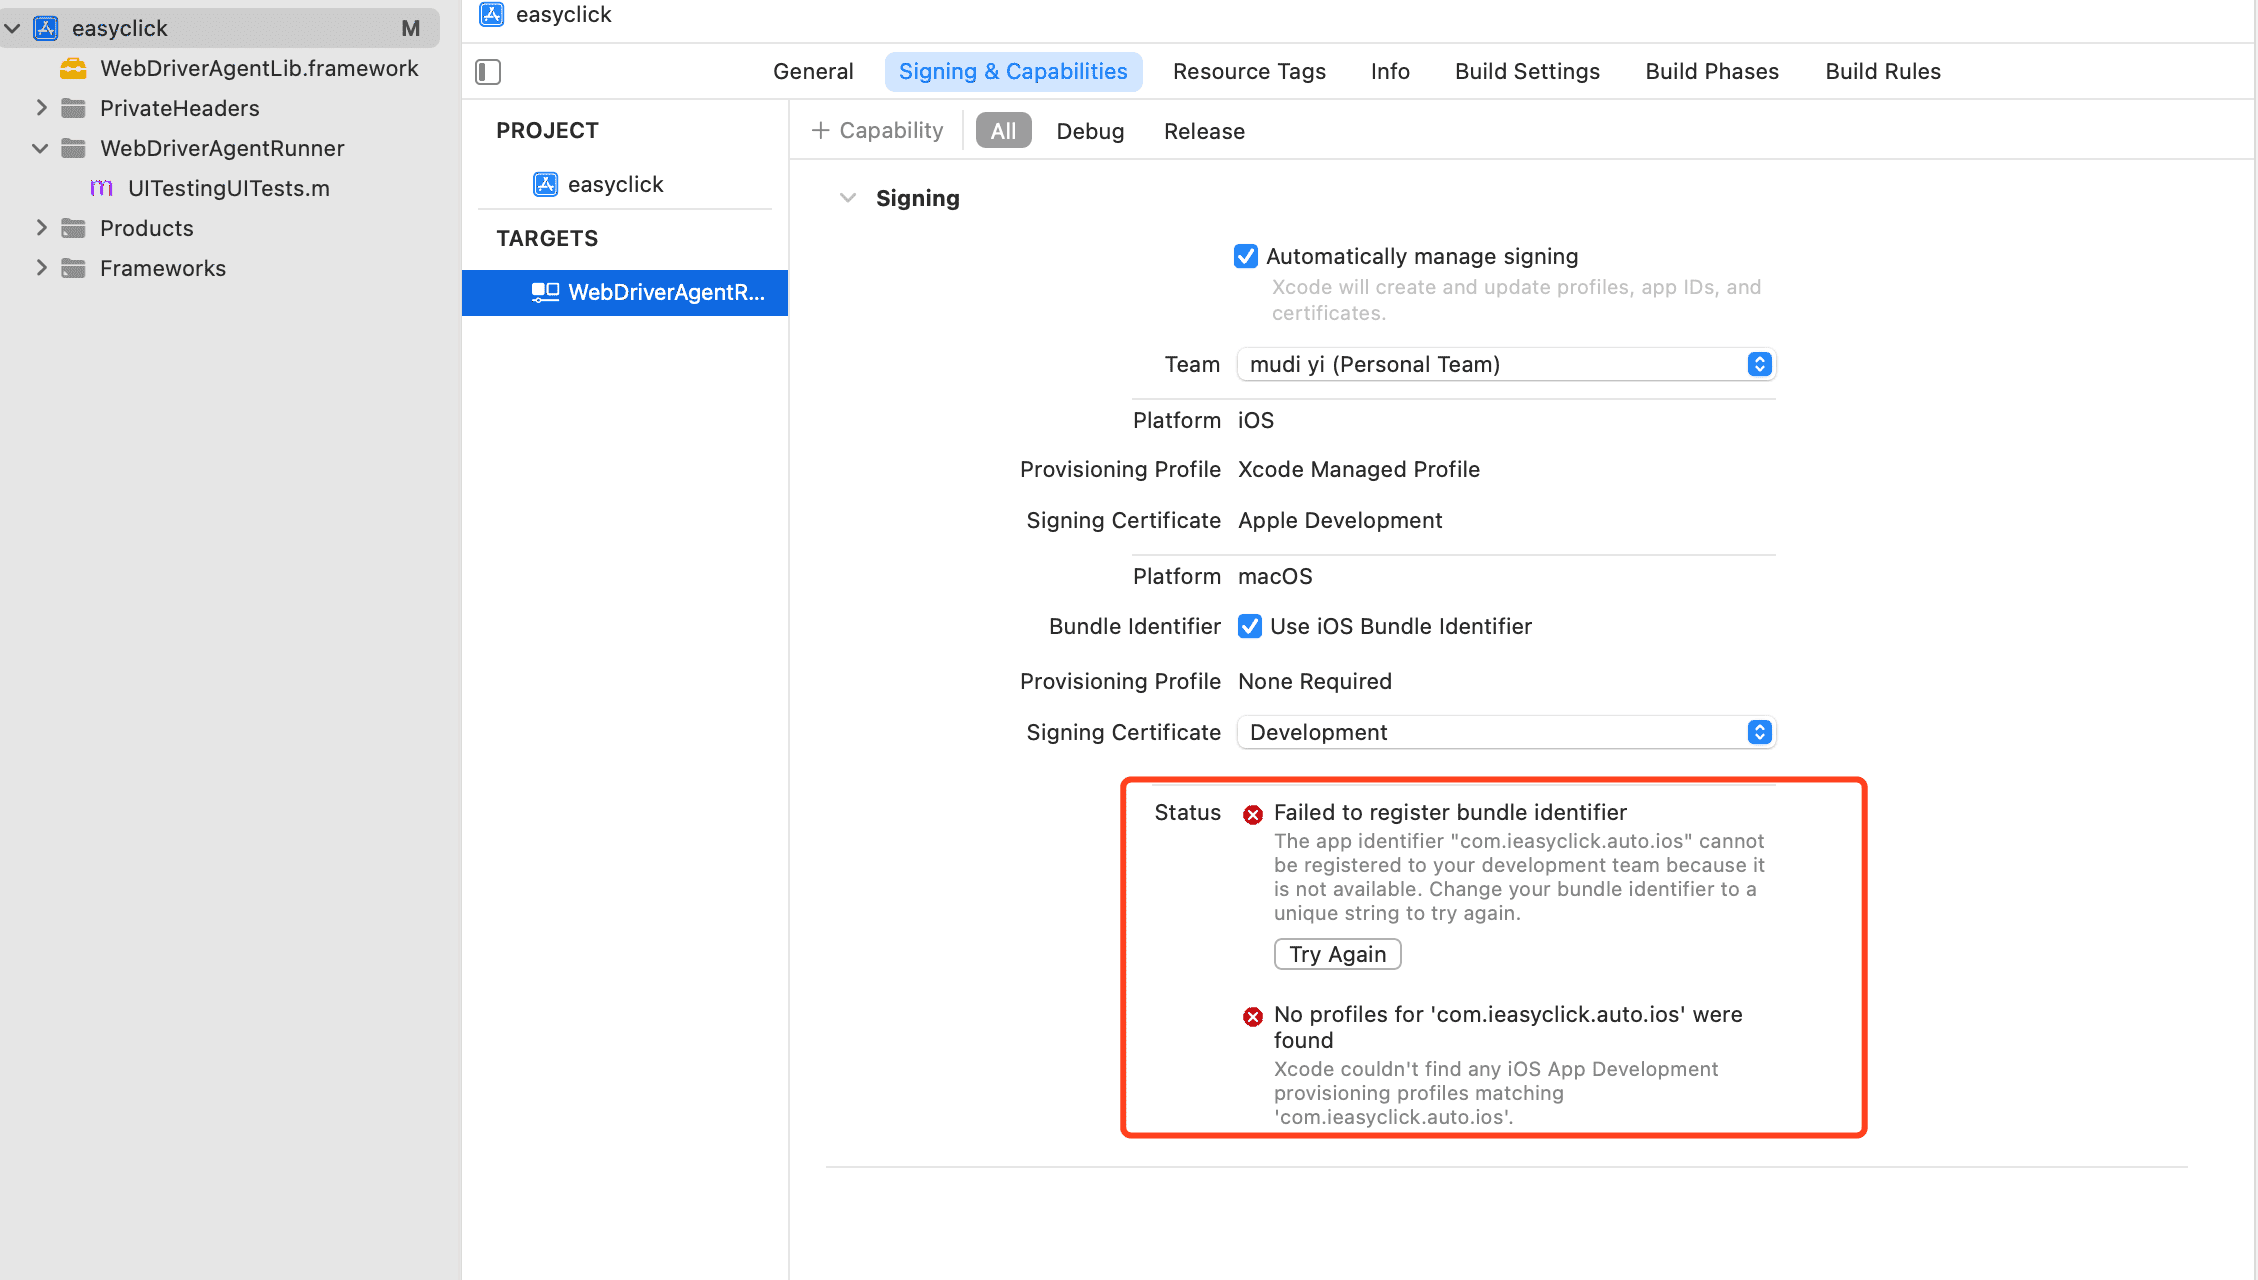 easyclick M
WebDriverAgentLib.framework
PrivateHeaders
WebDriverAgentRunner
UITestingUITests.m
Products
Frameworks
easyclick
General Signing & Capabilities Resource Tags Info Build Settings Build Phases Build Rules
PROJECT
easyclick
TARGETS
WebDriverAgentR...
+ Capability All Debug Release
Signing
Automatically manage signing
Xcode will create and update profiles, app IDs, and
certificates.
Team mudi yi (Personal Team)
Platform iOS
Provisioning Profile Xcode Managed Profile
Signing Certificate Apple Development
Platform macOS
Bundle Identifier Use iOS Bundle Identifier
Provisioning Profile None Required
Signing Certificate Development
Status Failed to register bundle identifier
The app identifier "com.ieasyclick.auto.ios" cannot
be registered to your development team because it
is not available. Change your bundle identifier to a
unique string to try again.
Try Again
No profiles for 'com.ieasyclick.auto.ios' were
found
Xcode couldn't find any iOS App Development
provisioning profiles matching
'com.ieasyclick.auto.ios'.